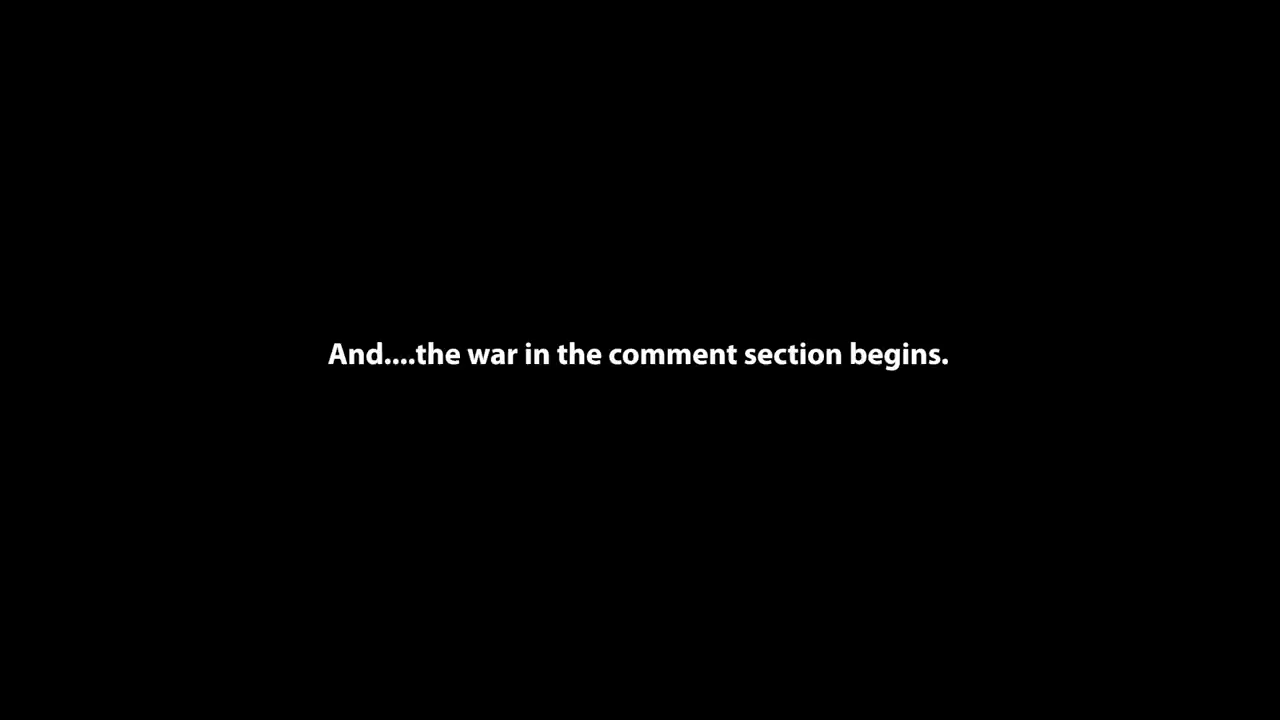 And....the war in the comment section begins.